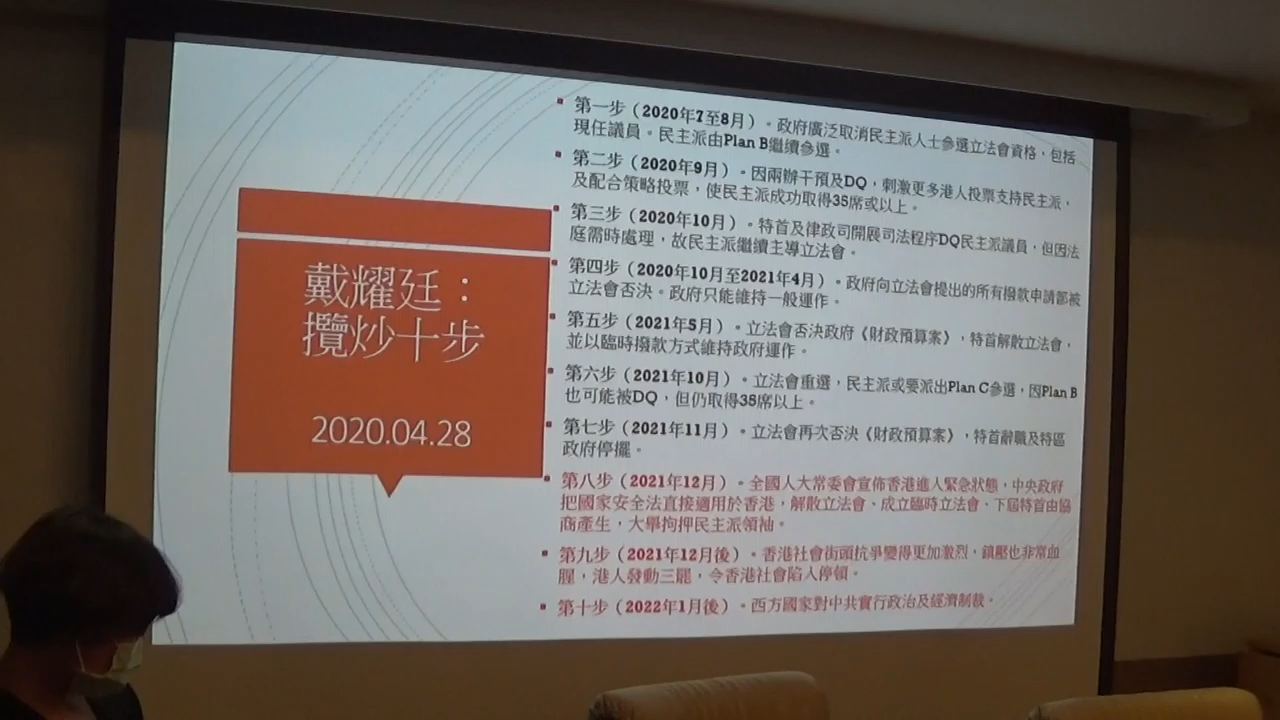 戴耀廷：
攬炒十步
2020.04.28
第一步（2020年7至8月）。政府廣泛取消民主派人士參選立法會資格，包括
現任議員。民主派由Plan B繼續參選。
第二步（2020年9月）。因兩辦干預及DQ，刺激更多港人投票支持民主派，
及配合策略投票，使民主派成功取得35席或以上。
第三步（2020年10月）。特首及律政司開展司法程序DQ民主派議員，但因法
庭需時處理，故民主派繼續主導立法會。
第四步（2020年10月至2021年4月）。政府向立法會提出的所有撥款申請都被
立法會否決。政府只能維持一般運作。
第五步（2021年5月）。立法會否決政府《財政預算案》，特首解散立法會，
並以臨時撥款方式維持政府運作。
第六步（2021年10月）。立法會重選，民主派或要派出Plan C參選，因Plan B
也可能被DQ，但仍取得35席以上。
第七步（2021年11月）。立法會再次否決《財政預算案》，特首辭職及特區
政府停擺。
第八步（2021年12月）。全國人大常委會宣佈香港進入緊急狀態，中央政府
把國家安全法直接適用於香港，解散立法會、成立臨時立法會、下屆特首由協
商產生，大舉拘押民主派領袖。
第九步（2021年12月後）。香港社會街頭抗爭變得更加激烈，鎮壓也非常血
腥，港人發動三罷，令香港社會陷入停頓。
第十步（2022年1月後）。西方國家對中共實行政治及經濟制裁。